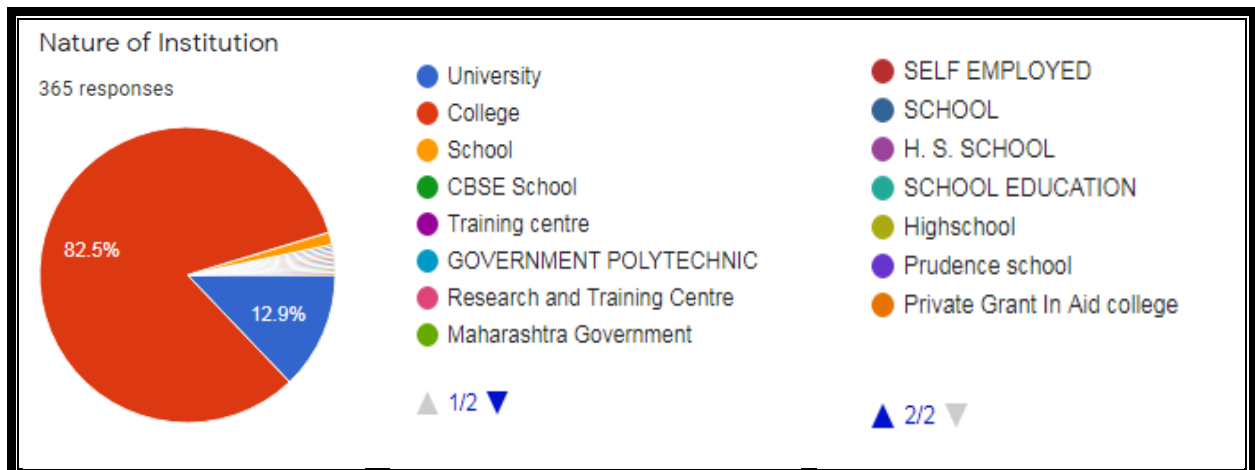 Nature of Institution
365 responses
82.5%
12.9%
University
College
School
CBSE School
Training centre
GOVERNMENT POLYTECHNIC
Research and Training Centre
Maharashtra Government
1/2
SELF EMPLOYED
SCHOOL
H. S. SCHOOL
SCHOOL EDUCATION
Highschool
Prudence school
Private Grant In Aid college
2/2